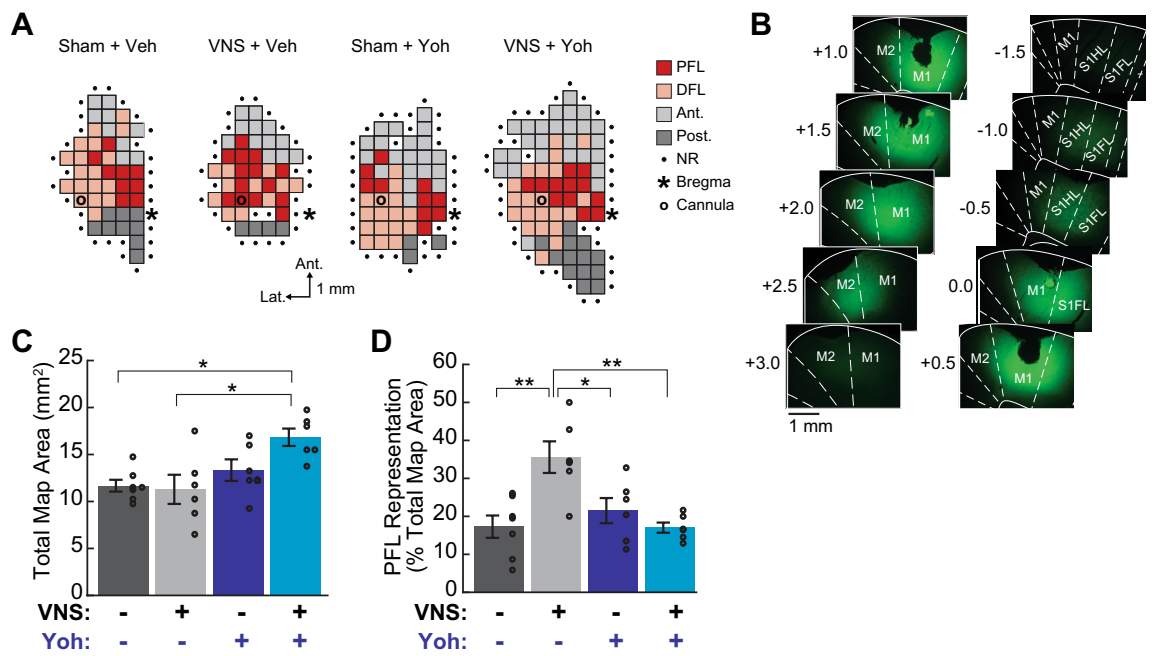 A
Sham + Veh
VNS + Veh
Sham + Yoh
VNS + Yoh
PFL
DFL
Ant.
Post.
NR
Bregma
Cannula
Ant.
Lat.
1 mm
B
+1.0
M2
M1
+1.5
M2
M1
+2.0
M2
M1
+2.5
M2
M1
+3.0
M2
M1
1 mm
-1.5
M1
S1HL
S1FL
-1.0
M1
S1HL
S1FL
-0.5
M1
S1HL
S1FL
0.0
M1
S1FL
+0.5
M2
M1
C
Total Map Area (mm²)
25
20
15
10
5
0
*
*
VNS: - + - +
Yoh: - - + +
D
PFL Representation
(% Total Map Area)
60
50
40
30
20
10
0
**
*
**
- + - +
- - + +